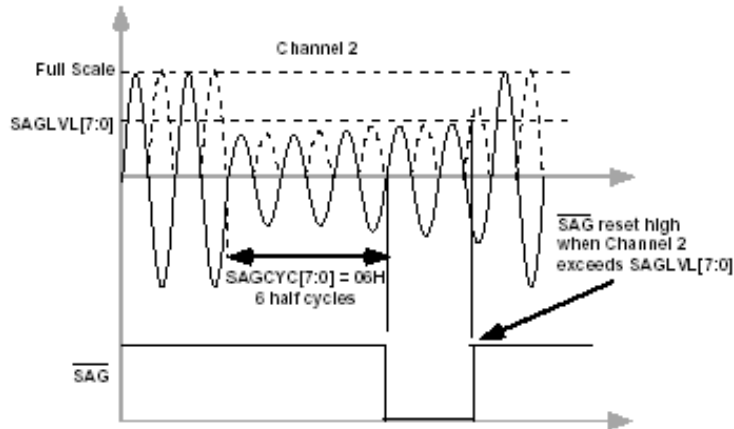 Channel 2
Full Scale
SAGLVL[7:0]
SAG reset high
when Channel 2
exceeds SAGLVL[7:0]
SAGCYC[7:0] = 06H
6 half cycles
SAG